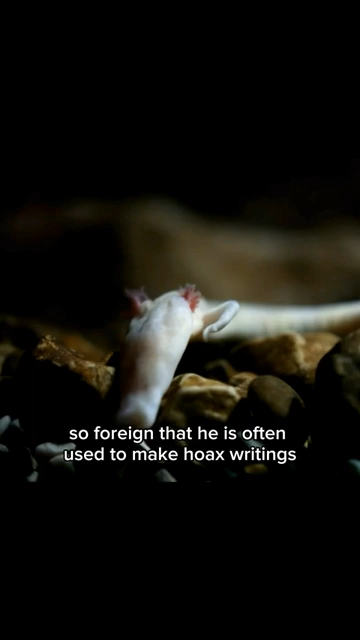 so foreign that he is often
used to make hoax writings